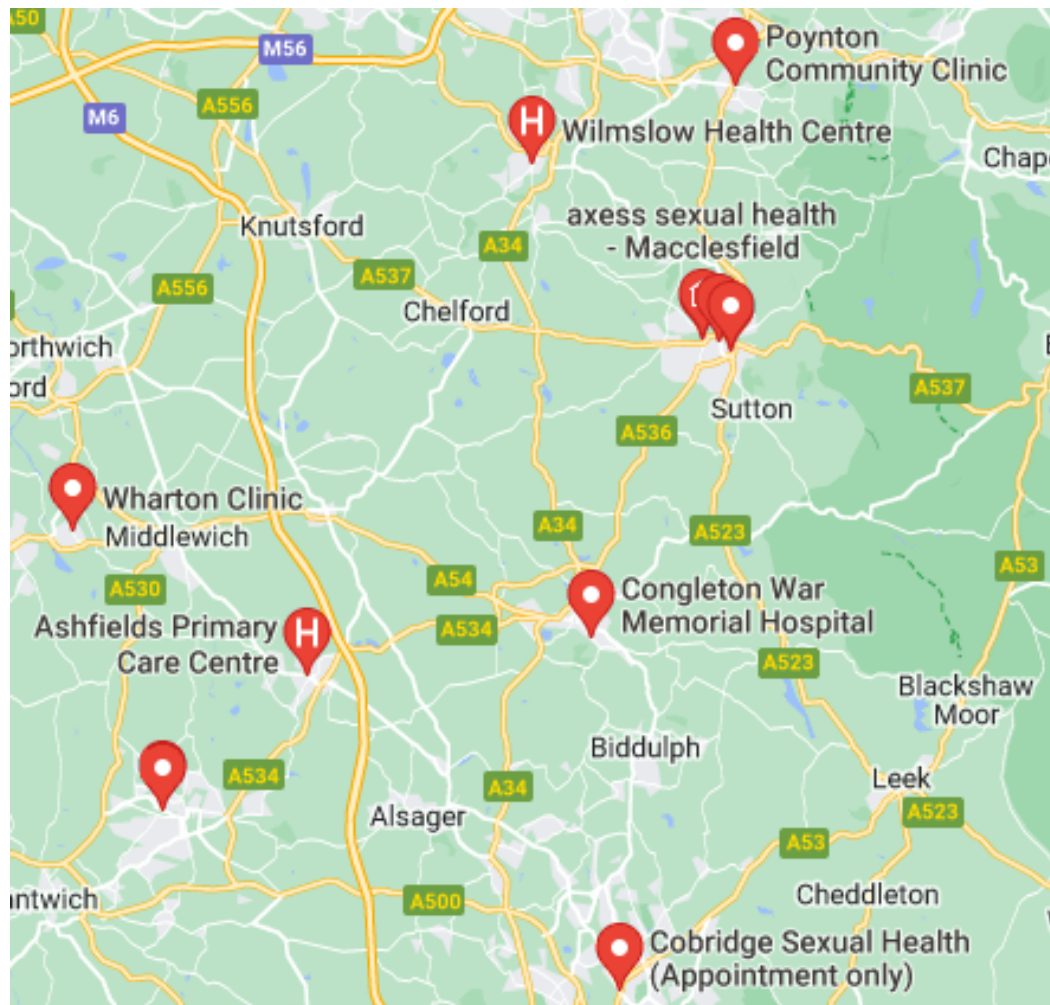 A50
M56
Poynton
Community Clinic
M6
A556
H
Wilmslow Health Centre
Chap
Knutsford
axess sexual health
- Macclesfield
A34
A556
A537
Chelford
orthwich
ord
A537
Sutton
A536
Wharton Clinic
Middlewich
A34
A523
A53
A530
A54
Congleton War
Memorial Hospital
A534
Ashfields Primary
Care Centre
H
A523
Blackshaw
Moor
Biddulph
A534
A34
Leek
Alsager
A523
A53
antwich
A500
Cheddleton
Cobridge Sexual Health
(Appointment only)